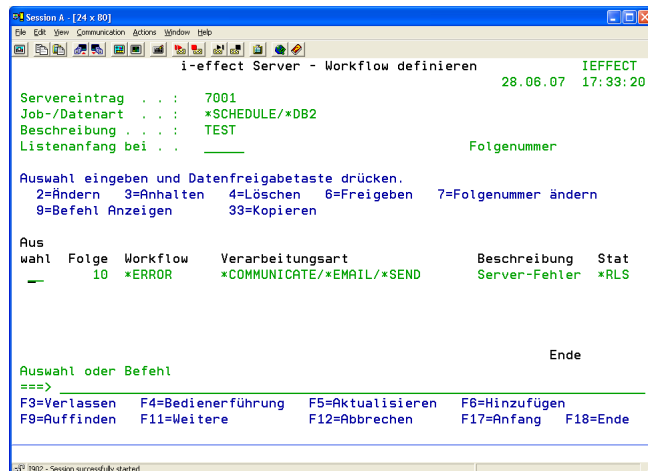 Session A - [24 x 80]
File Edit View Communication Actions Window Help
i-effect Server - Workflow definieren IEFFECT
28.06.07 17:33:20
Servereintrag . . : 7001
Job-/Datenart . . : *SCHEDULE/*DB2
Beschreibung . . . : TEST
Listenanfang bei . . _____ Folgenummer
Auswahl eingeben und Datenfreigabetaste drücken.
2=Ändern 3=Anhalten 4=Löschen 6=Freigeben 7=Folgenummer ändern
9=Befehl Anzeigen 33=Kopieren
Aus
wahl Folge Workflow Verarbeitungsart Beschreibung Stat
__ 10 *ERROR *COMMUNICATE/*EMAIL/*SEND Server-Fehler *RLS
Ende
Auswahl oder Befehl
===>
F3=Verlassen F4=Bedienerführung F5=Aktualisieren F6=Hinzufügen
F9=Auffinden F11=Weitere F12=Abbrechen F17=Anfang F18=Ende
I902 - Session successfully started